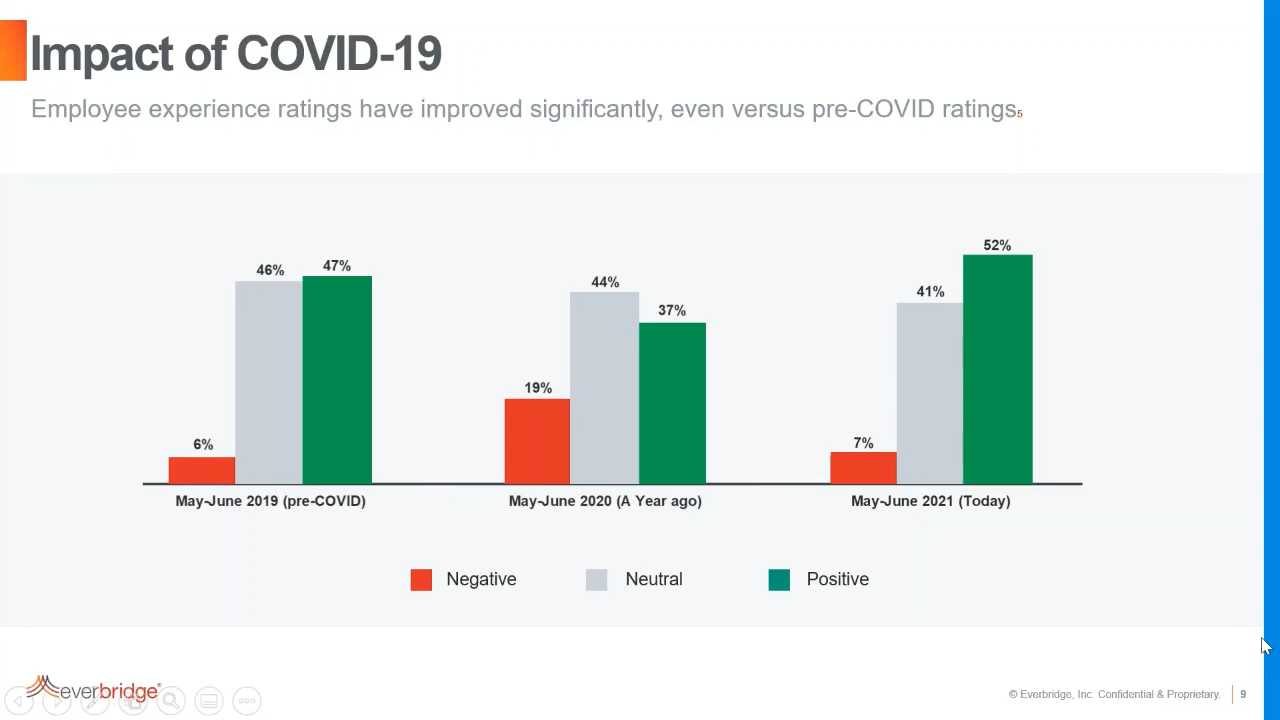 Impact of COVID-19
Employee experience ratings have improved significantly, even versus pre-COVID ratings5
46% 47% 44% 37% 41% 52%
6% 19% 7%
May-June 2019 (pre-COVID) May-June 2020 (A Year ago) May-June 2021 (Today)
Negative Neutral Positive
everbridge®
© Everbridge, Inc. Confidential & Proprietary. 9